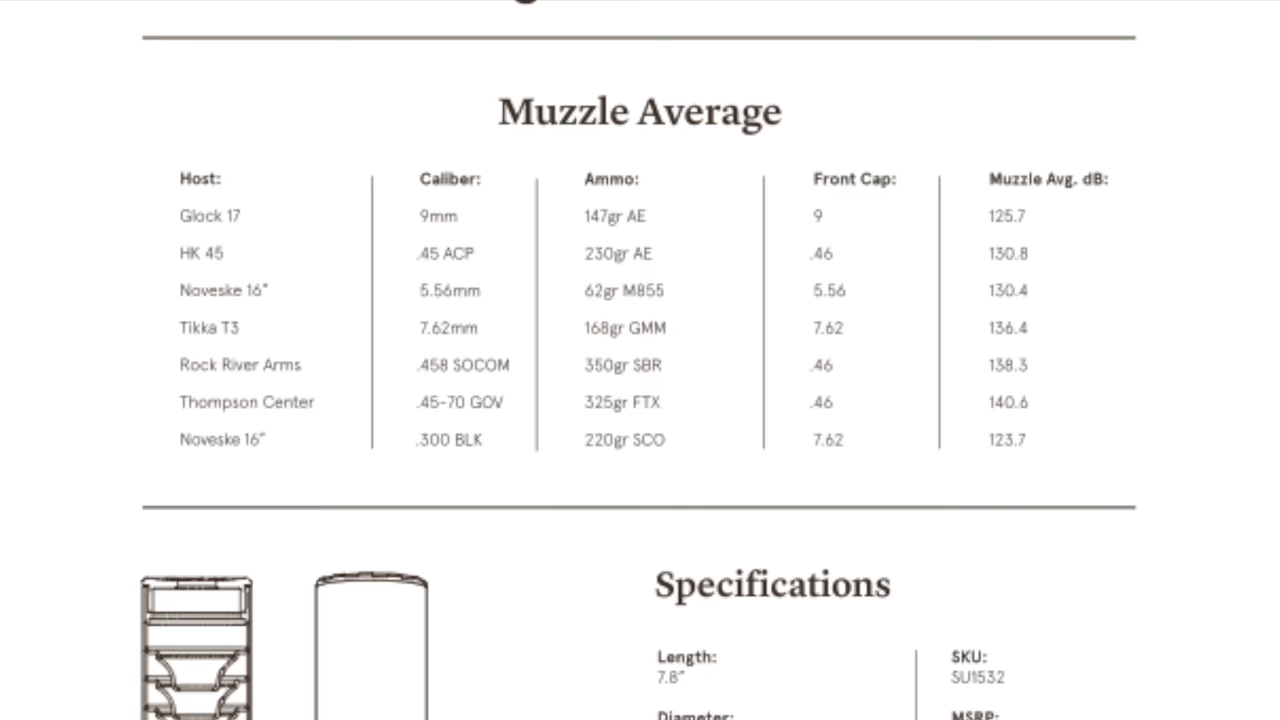 Muzzle Average
Host: Caliber: Ammo: Front Cap: Muzzle Avg. dB:
Glock 17 9mm 147gr AE 9 125.7
HK 45 .45 ACP 230gr AE .46 130.8
Noveske 16" 5.56mm 62gr M855 5.56 130.4
Tikka T3 7.62mm 168gr GMM 7.62 136.4
Rock River Arms .458 SOCOM 350gr SBR .46 138.3
Thompson Center .45-70 GOV 325gr FTX .46 140.6
Noveske 16" .300 BLK 220gr SCO 7.62 123.7
Specifications
Length: SKU:
7.8" SU1532
Diameter: MSRP: